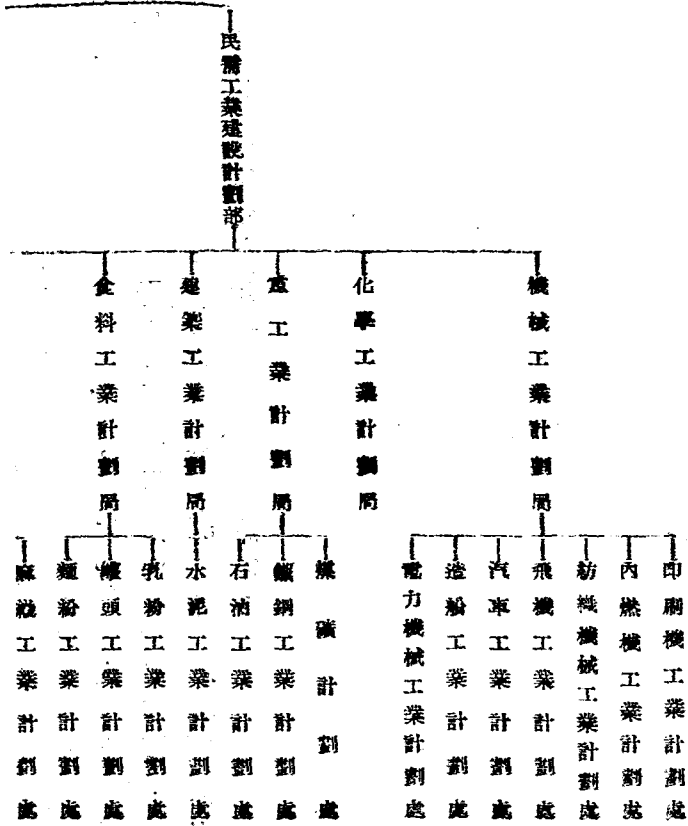 民需工業建設計劃部
機械工業計劃局
化學工業計劃局
重工業計劃局
建築工業計劃局
食料工業計劃局
印刷機工業計劃處
內燃機工業計劃處
紡織機械工業計劃處
飛機工業計劃處
汽車工業計劃處
造船工業計劃處
電力機械工業計劃處
煤礦計劃處
鐵鋼工業計劃處
石油工業計劃處
水泥工業計劃處
乳粉工業計劃處
罐頭工業計劃處
麵粉工業計劃處
麻紡工業計劃處